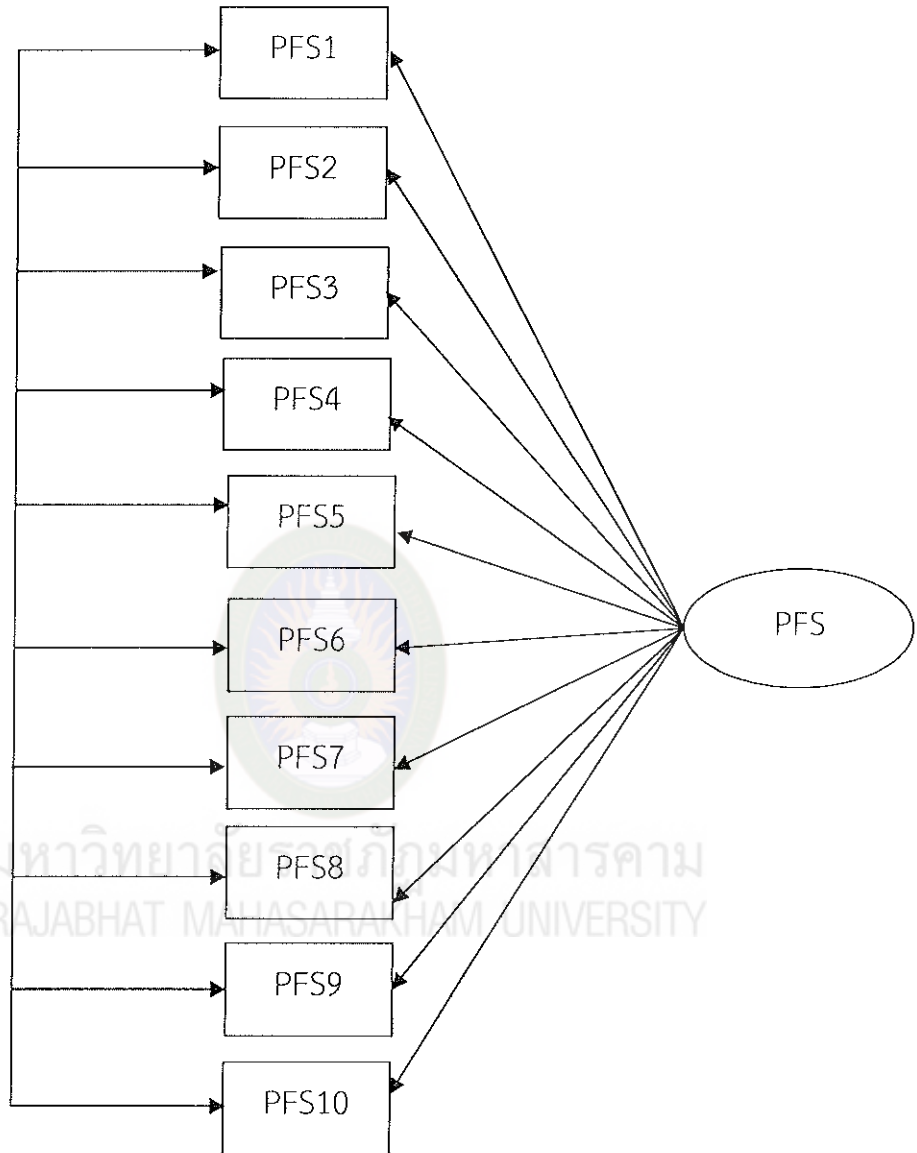 PFS1
PFS2
PFS3
PFS4
PFS5
PFS6
PFS
PFS7
PFS8
มหาวิทยาลัยราชภัฏมหาสารคาม
RAJABHAT MAHASARAKHAM UNIVERSITY
PFS9
PFS10